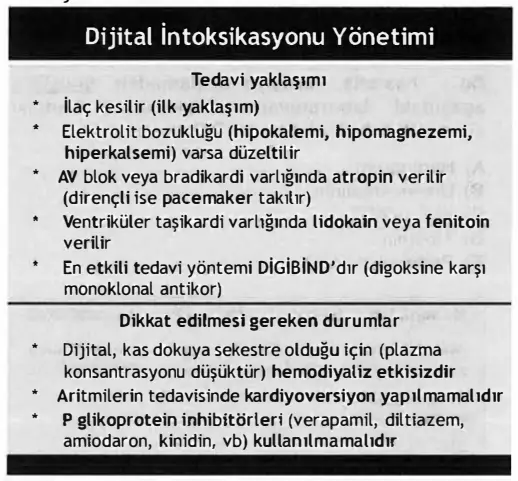 Dijital İntoksikasyonu Yönetimi
Tedavi yaklaşımı
* İlaç kesilir (ilk yaklaşım)
* Elektrolit bozukluğu (hipokalemi, hipomagnezemi,
hiperkalsemi) varsa düzeltilir
* AV blok veya bradikardi varlığında atropin verilir
(dirençli ise pacemaker takılır)
* Ventriküler taşikardi varlığında lidokain veya fenitoin
verilir
* En etkili tedavi yöntemi DİGİBİND'dır (digoksine karşı
monoklonal antikor)
Dikkat edilmesi gereken durumlar
* Dijital, kas dokuya sekestre olduğu için (plazma
konsantrasyonu düşüktür) hemodiyaliz etkisizdir
* Aritmilerin tedavisinde kardiyoversiyon yapılmamalıdır
* P glikoprotein inhibitörleri (verapamil, diltiazem,
amiodaron, kinidin, vb) kullanılmamalıdır